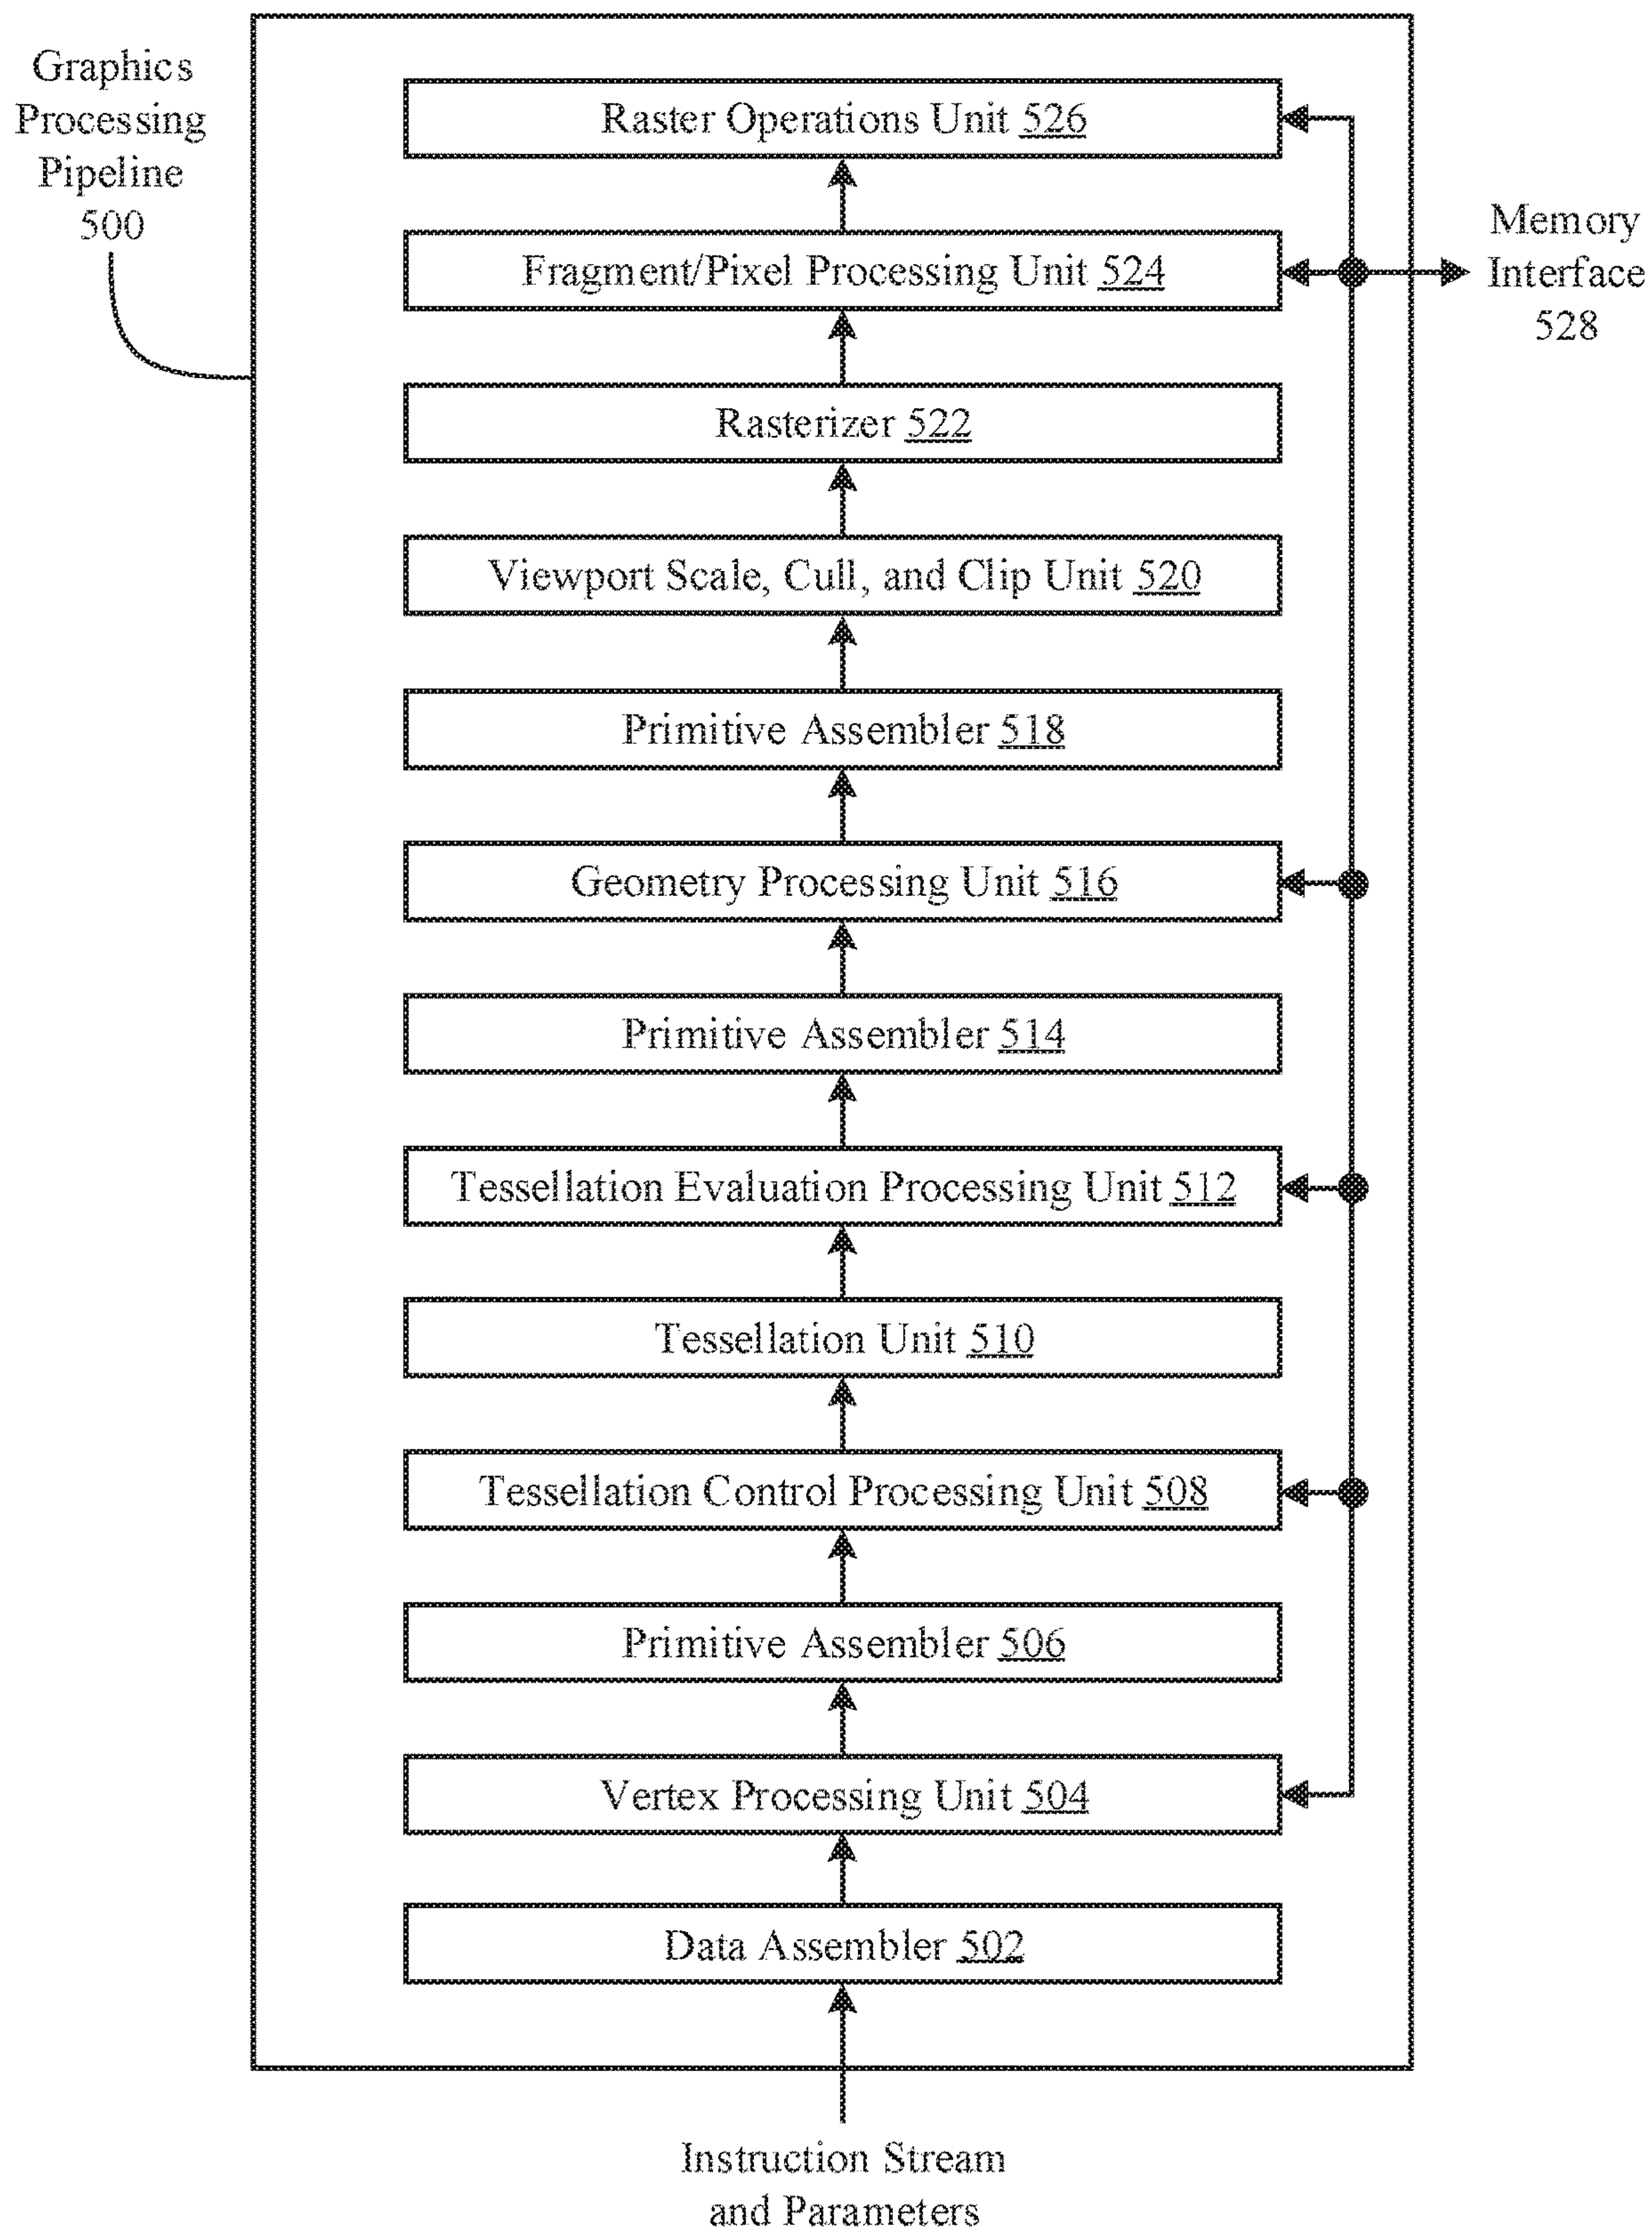 Graphics
Processing
Pipeline
500
Raster Operations Unit 526
Fragment/Pixel Processing Unit 524
Memory
Interface
528
Rasterizer 522
Viewport Scale, Cull, and Clip Unit 520
Primitive Assembler 518
Geometry Processing Unit 516
Primitive Assembler 514
Tessellation Evaluation Processing Unit 512
Tessellation Unit 510
Tessellation Control Processing Unit 508
Primitive Assembler 506
Vertex Processing Unit 504
Data Assembler 502
Instruction Stream
and Parameters